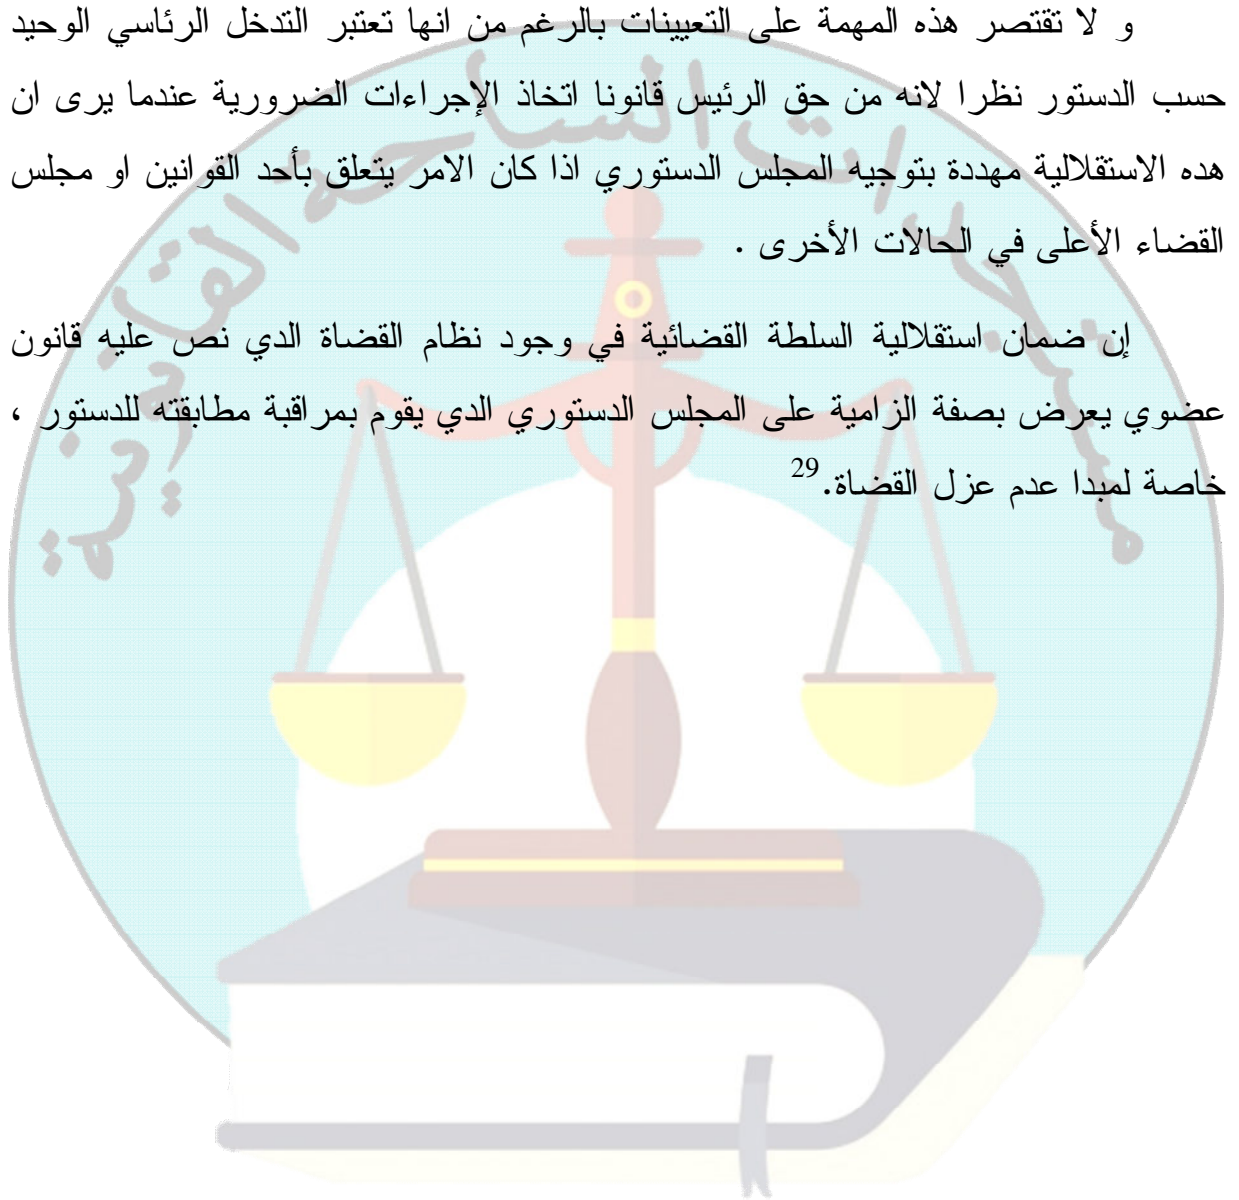 و لا تقتصر هذه المهمة على التعيينات بالرغم من انها تعتبر التدخل الرئاسي الوحيد
حسب الدستور نظرا لانه من حق الرئيس قانونا اتخاذ الإجراءات الضرورية عندما يرى ان
هده الاستقلالية مهددة بتوجيه المجلس الدستوري اذا كان الامر يتعلق بأحد القوانين او مجلس
القضاء الأعلى في الحالات الأخرى .
إن ضمان استقلالية السلطة القضائية في وجود نظام القضاة الدي نص عليه قانون
عضوي يعرض بصفة الزامية على المجلس الدستوري الدي يقوم بمراقبة مطابقته للدستور ،
خاصة لمبدا عدم عزل القضاة.29
مستجدات الساحة القانونية